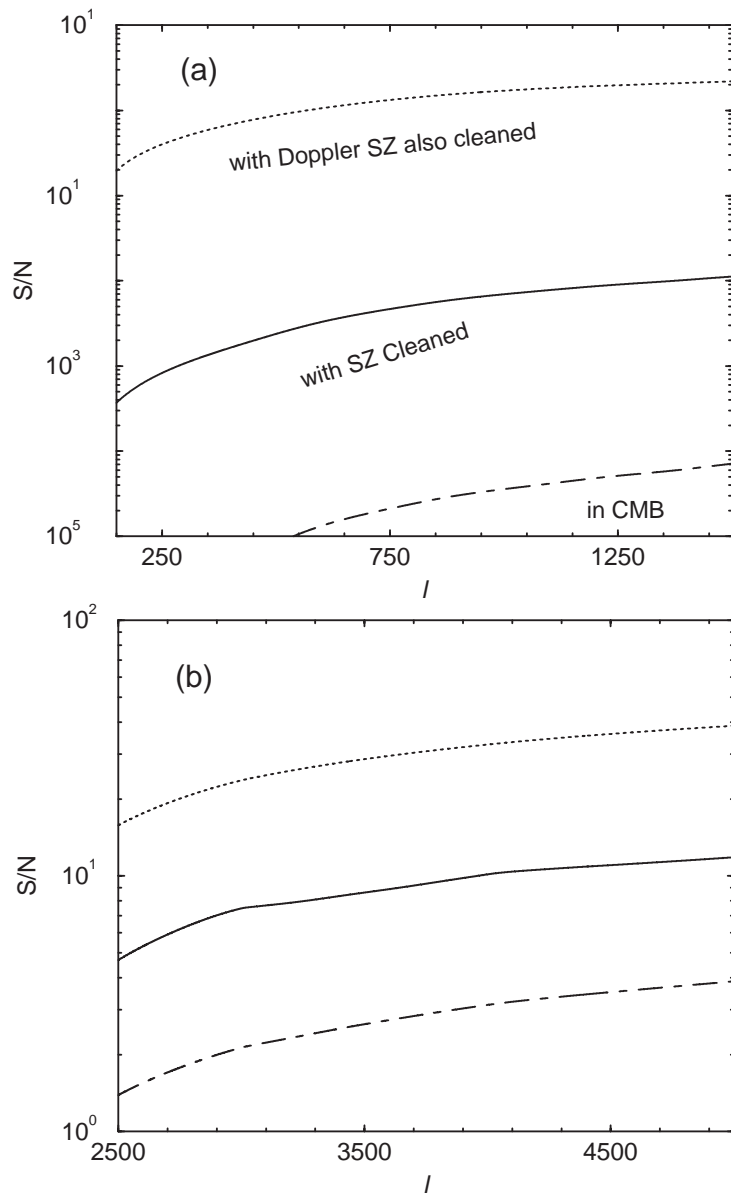 10^1
(a)
with Doppler SZ also cleaned
10^1
S/N
10^3
with SZ Cleaned
in CMB
10^5
250 750 1250
l
10^2
(b)
S/N
10^1
10^0
2500 3500 4500
l